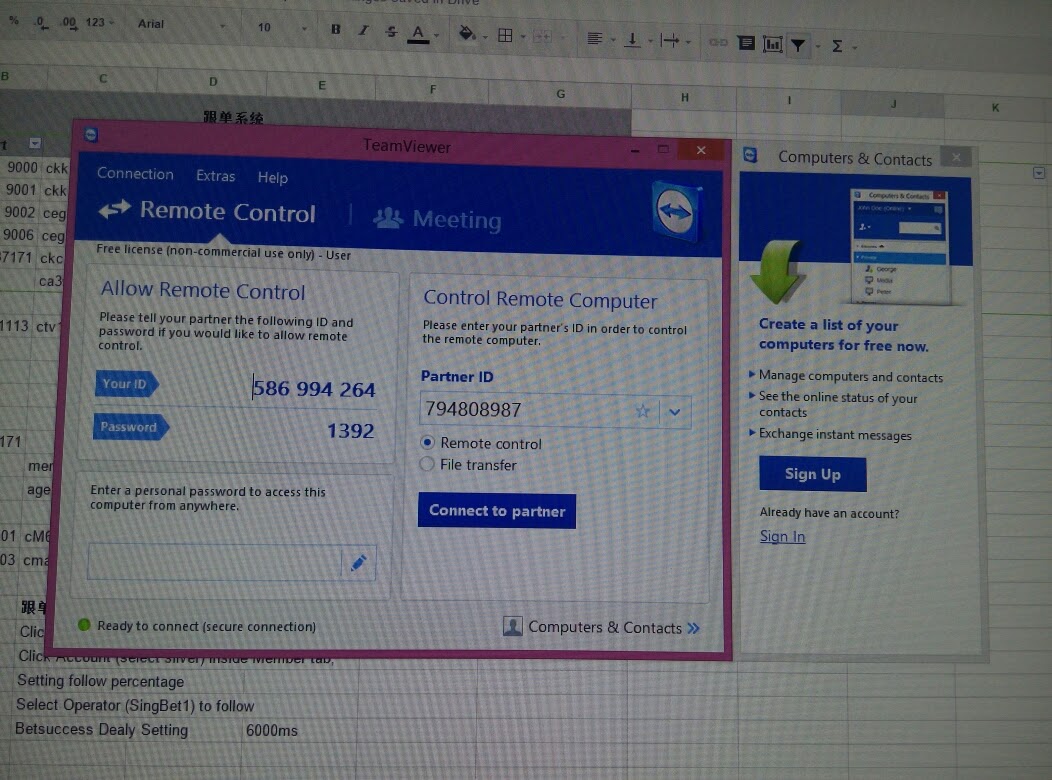 % .0 .00 123 Arial 10 B I S A Σ
B C D E F G H I J K
跟单系统
9000 ckk
9001 ckk
9002 ceg
9006 ceg
7171 ckc
ca3
1113 ctv1
171
mer
age
01 cM6
03 cma
跟单
Clic
Click Account (select silver) inside Member tab,
Setting follow percentage
Select Operator (SingBet1) to follow
Betsuccess Dealy Setting 6000ms
TeamViewer
Connection Extras Help
Remote Control | Meeting
Free license (non-commercial use only) - User
Allow Remote Control
Please tell your partner the following ID and
password if you would like to allow remote
control.
Your ID 586 994 264
Password 1392
Enter a personal password to access this
computer from anywhere.
Control Remote Computer
Please enter your partner's ID in order to control
the remote computer.
Partner ID
794808987
Remote control
File transfer
Connect to partner
Ready to connect (secure connection)
Computers & Contacts
Computers & Contacts
Computers & Contacts
George
Maria
Peter
Create a list of your
computers for free now.
Manage computers and contacts
See the online status of your
contacts
Exchange instant messages
Sign Up
Already have an account?
Sign In